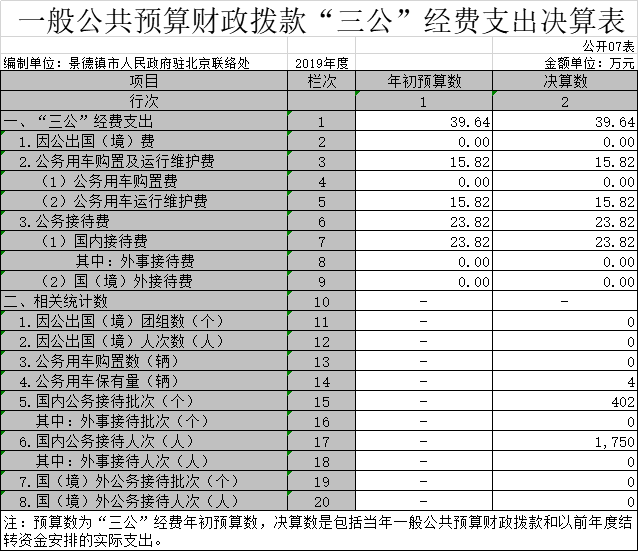 一般公共预算财政拨款“三公”经费支出决算表
公开07表
编制单位：景德镇市人民政府驻北京联络处 2019年度 金额单位：万元
项目 栏次 年初预算数 决算数
行次 1 2
一、“三公”经费支出 1 39.64 39.64
1.因公出国（境）费 2 0.00 0.00
2.公务用车购置及运行维护费 3 15.82 15.82
（1）公务用车购置费 4 0.00 0.00
（2）公务用车运行维护费 5 15.82 15.82
3.公务接待费 6 23.82 23.82
（1）国内接待费 7 23.82 23.82
其中：外事接待费 8 0.00 0.00
（2）国（境）外接待费 9 0.00 0.00
二、相关统计数 10 － －
1.因公出国（境）团组数（个） 11 － 0
2.因公出国（境）人次数（人） 12 － 0
3.公务用车购置数（辆） 13 － 0
4.公务用车保有量（辆） 14 － 4
5.国内公务接待批次（个） 15 － 402
其中：外事接待批次（个） 16 － 0
6.国内公务接待人次（人） 17 － 1,750
其中：外事接待人次（人） 18 － 0
7.国（境）外公务接待批次（个） 19 － 0
8.国（境）外公务接待人次（人） 20 － 0
注：预算数为“三公”经费年初预算数，决算数是包括当年一般公共预算财政拨款和以前年度结
转资金安排的实际支出。